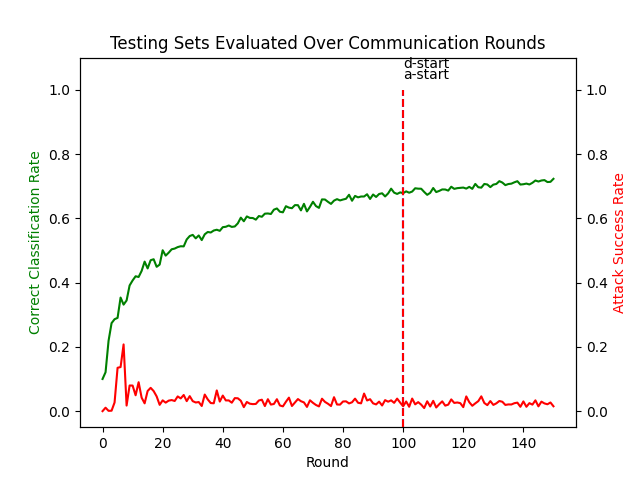 Testing Sets Evaluated Over Communication Rounds
d-start
a-start
1.0
0.8
0.6
0.4
0.2
0.0
Correct Classification Rate
1.0
0.8
0.6
0.4
0.2
0.0
Attack Success Rate
0 20 40 60 80 100 120 140
Round